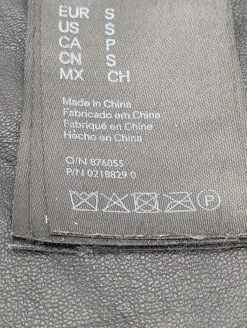 EUR S
US S
CA P
CN S
MX CH
Made in China
Fabricado em China
Fabriqué en Chine
Hecho en China
O/N 876055
P/N 0218829 0
P